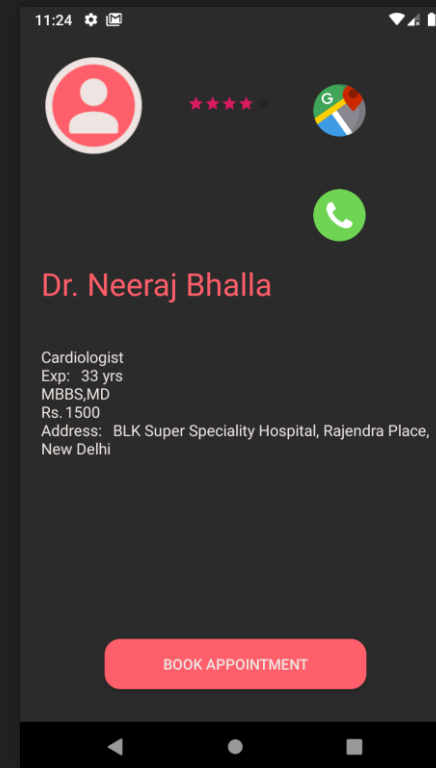 11:24
G
Dr. Neeraj Bhalla
Cardiologist
Exp: 33 yrs
MBBS,MD
Rs. 1500
Address: BLK Super Speciality Hospital, Rajendra Place,
New Delhi
BOOK APPOINTMENT